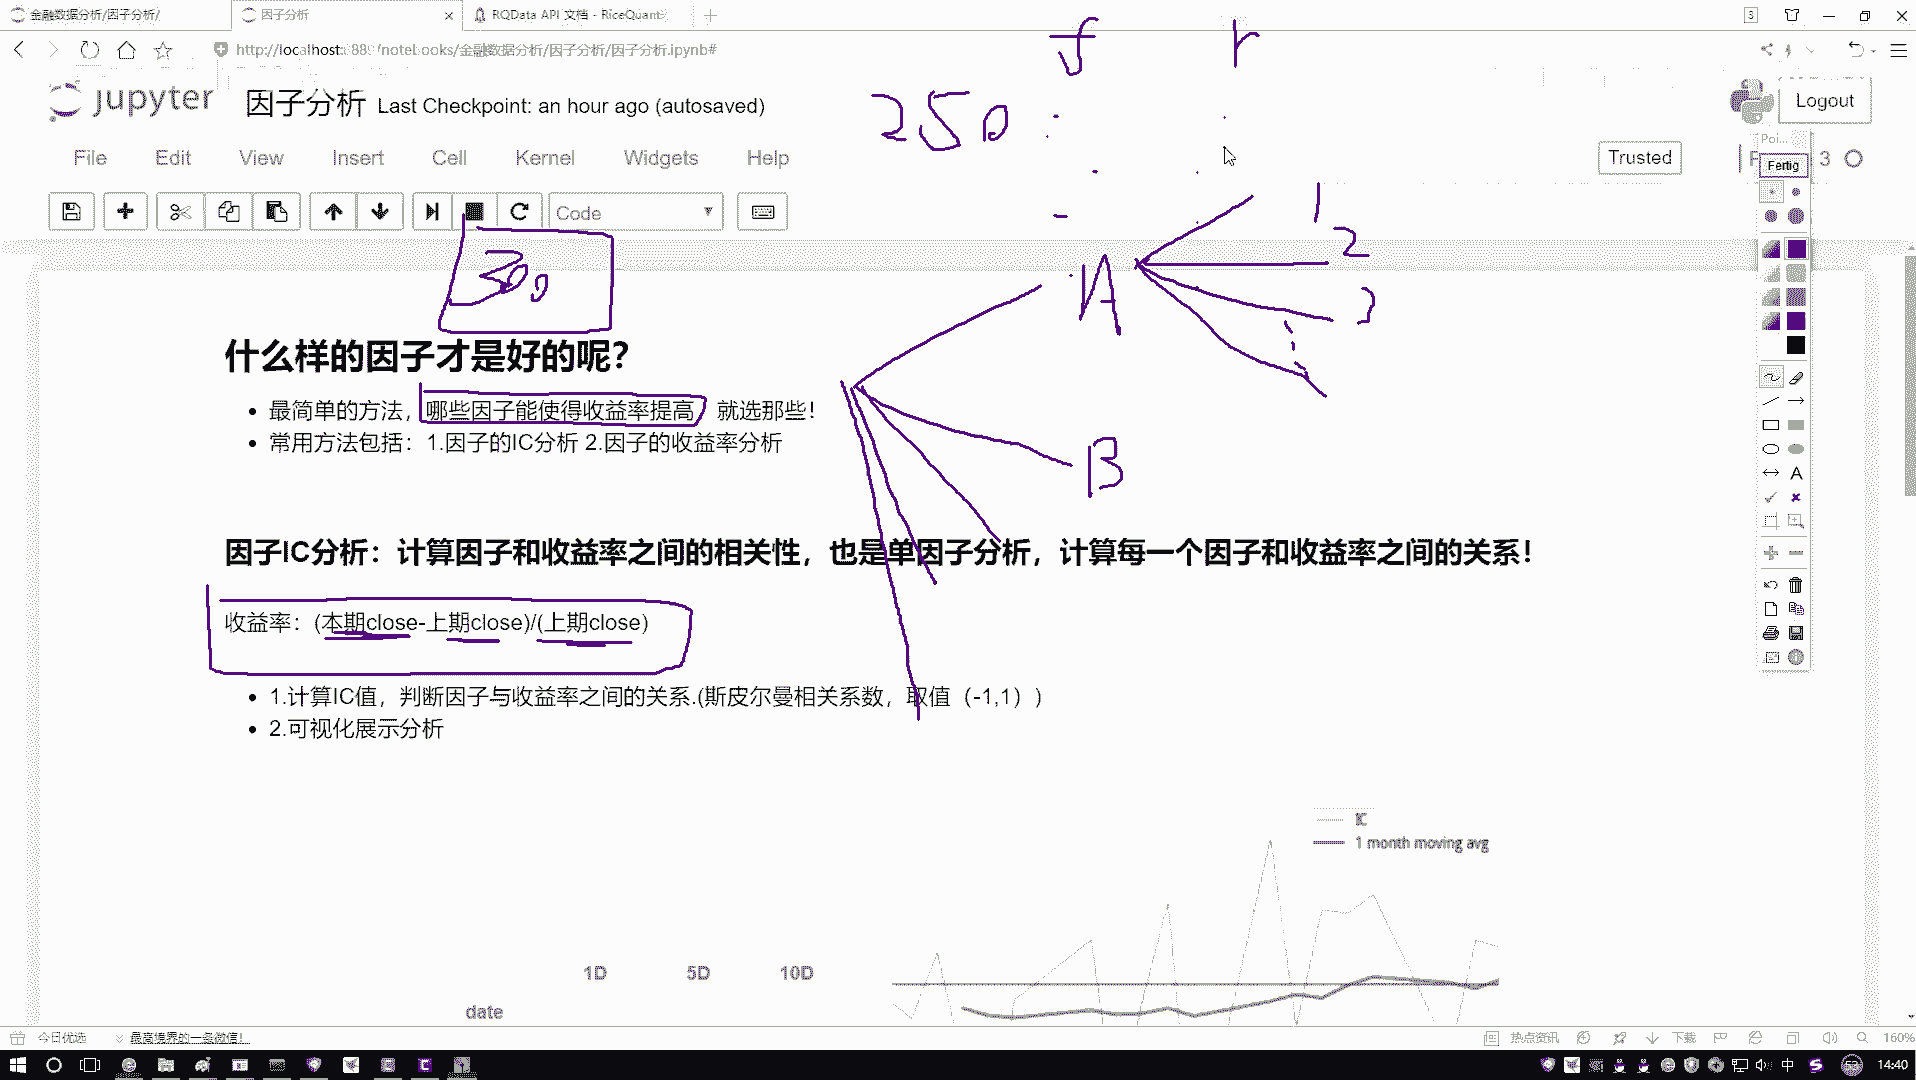 金融数据分析/因子分析/
因子分析
RQData API 文档 - RiceQuant
http://localhost:888/notebooks/金融数据分析/因子分析/因子分析.ipynb#
f r
250
jupyter 因子分析 Last Checkpoint: an hour ago (autosaved)
Logout
File Edit View Insert Cell Kernel Widgets Help
Trusted
3
Poi...
Fertig
Code
1
2
3
A
B
300
什么样的因子才是好的呢?
最简单的方法,哪些因子能使得收益率提高 就选那些!
常用方法包括: 1.因子的IC分析 2.因子的收益率分析
因子IC分析:计算因子和收益率之间的相关性,也是单因子分析,计算每一个因子和收益率之间的关系!
收益率:(本期close-上期close)/(上期close)
1.计算IC值,判断因子与收益率之间的关系.(斯皮尔曼相关系数,取值(-1,1))
2.可视化展示分析
IC
1 month moving avg
1D 5D 10D
date
今日优选
最高境界的一条微信!
热点资讯
下载
160%
中
53
14:40